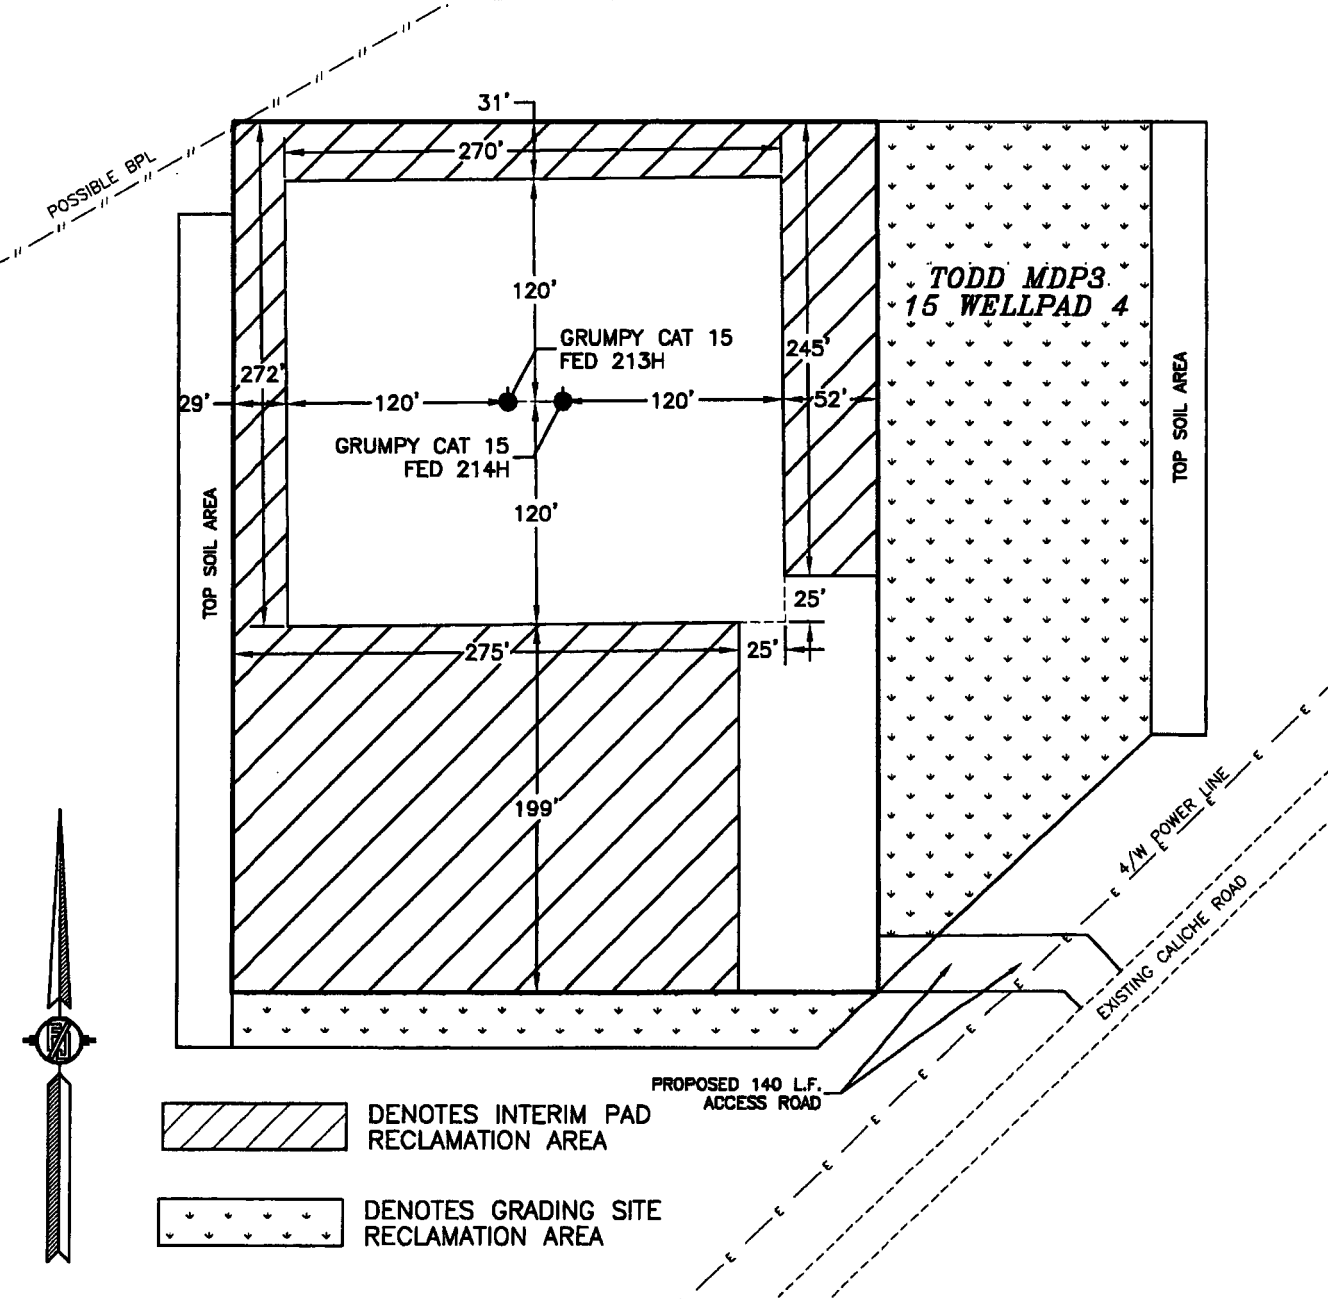 31'
270'
POSSIBLE BPL
120'
TODD MDP3
15 WELLPAD 4
GRUMPY CAT 15
FED 213H
245'
272'
29'
120'
120'
52'
TOP SOIL AREA
GRUMPY CAT 15
FED 214H
120'
TOP SOIL AREA
25'
275'
25'
199'
E
4/W POWER LINE
E
E
E
E
E
EXISTING CALICHE ROAD
E
E
E
PROPOSED 140 L.F.
ACCESS ROAD
E
E
E
E
DENOTES INTERIM PAD
RECLAMATION AREA
DENOTES GRADING SITE
RECLAMATION AREA